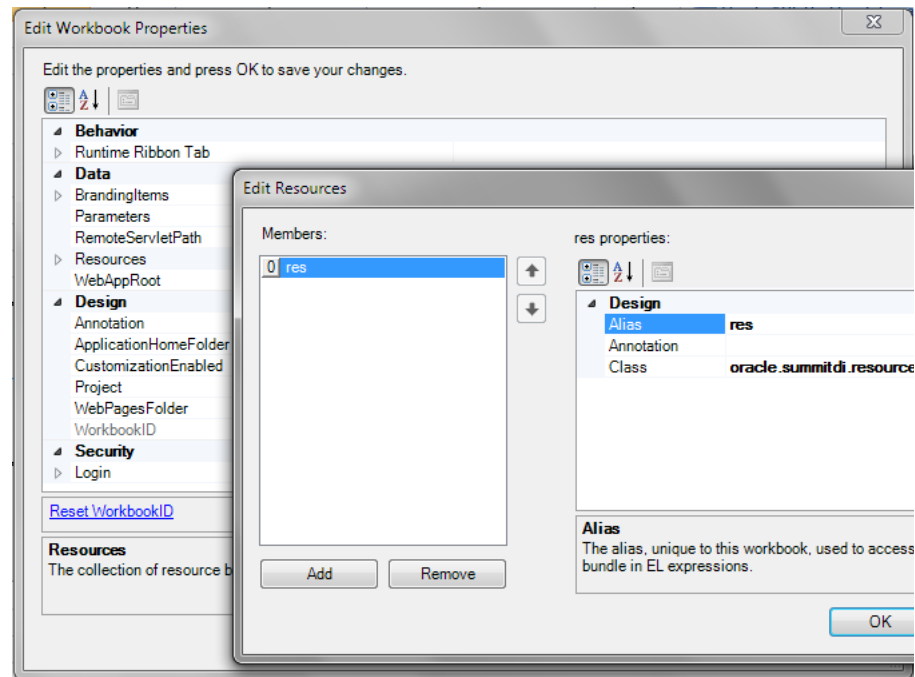 Edit Workbook Properties
Edit the properties and press OK to save your changes.
Behavior
Runtime Ribbon Tab
Data
BrandingItems
Parameters
RemoteServletPath
Resources
WebAppRoot
Design
Annotation
ApplicationHomeFolder
CustomizationEnabled
Project
WebPagesFolder
WorkbookID
Security
Login
Reset WorkbookID
Resources
The collection of resource b
Edit Resources
Members:
0 res
Add Remove
res properties:
Design
Alias res
Annotation
Class oracle.summitdi.resource
Alias
The alias, unique to this workbook, used to access
bundle in EL expressions.
OK